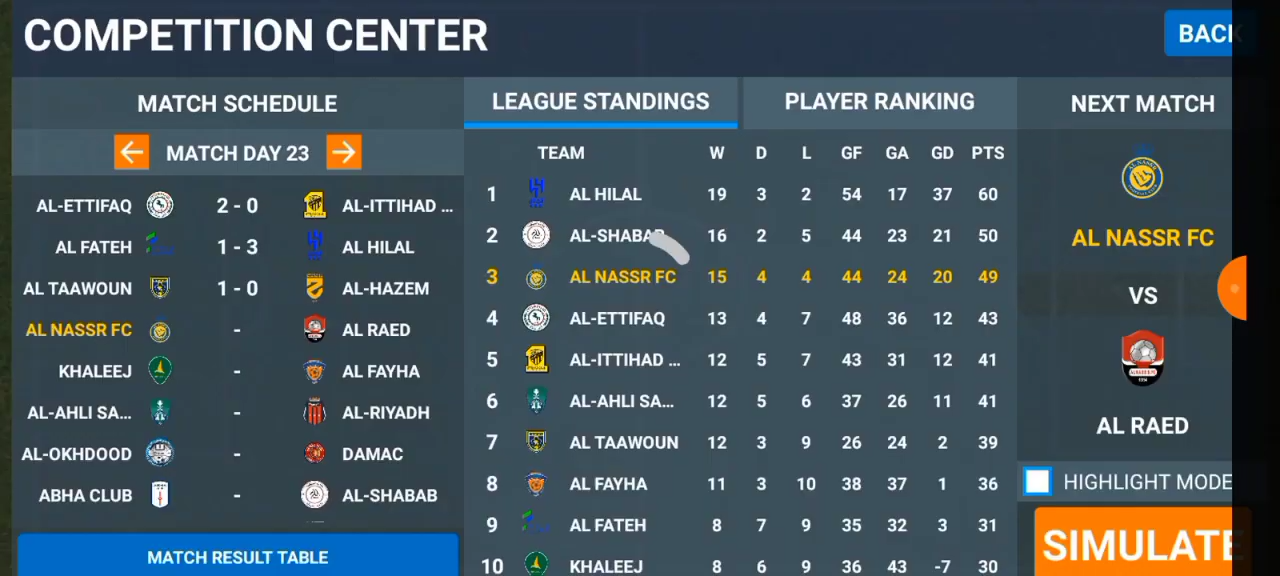 COMPETITION CENTER
BACK
MATCH SCHEDULE
MATCH DAY 23
AL-ETTIFAQ 2 - 0 AL-ITTIHAD ...
AL FATEH 1 - 3 AL HILAL
AL TAAWOUN 1 - 0 AL-HAZEM
AL NASSR FC - AL RAED
KHALEEJ - AL FAYHA
AL-AHLI SA... - AL-RIYADH
AL-OKHDOOD - DAMAC
ABHA CLUB - AL-SHABAB
MATCH RESULT TABLE
LEAGUE STANDINGS PLAYER RANKING
TEAM W D L GF GA GD PTS
1 AL HILAL 19 3 2 54 17 37 60
2 AL-SHABAB 16 2 5 44 23 21 50
3 AL NASSR FC 15 4 4 44 24 20 49
4 AL-ETTIFAQ 13 4 7 48 36 12 43
5 AL-ITTIHAD ... 12 5 7 43 31 12 41
6 AL-AHLI SA... 12 5 6 37 26 11 41
7 AL TAAWOUN 12 3 9 26 24 2 39
8 AL FAYHA 11 3 10 38 37 1 36
9 AL FATEH 8 7 9 35 32 3 31
10 KHALEEJ 8 6 9 36 43 -7 30
NEXT MATCH
AL NASSR FC
VS
AL RAED
HIGHLIGHT MODE
SIMULATE